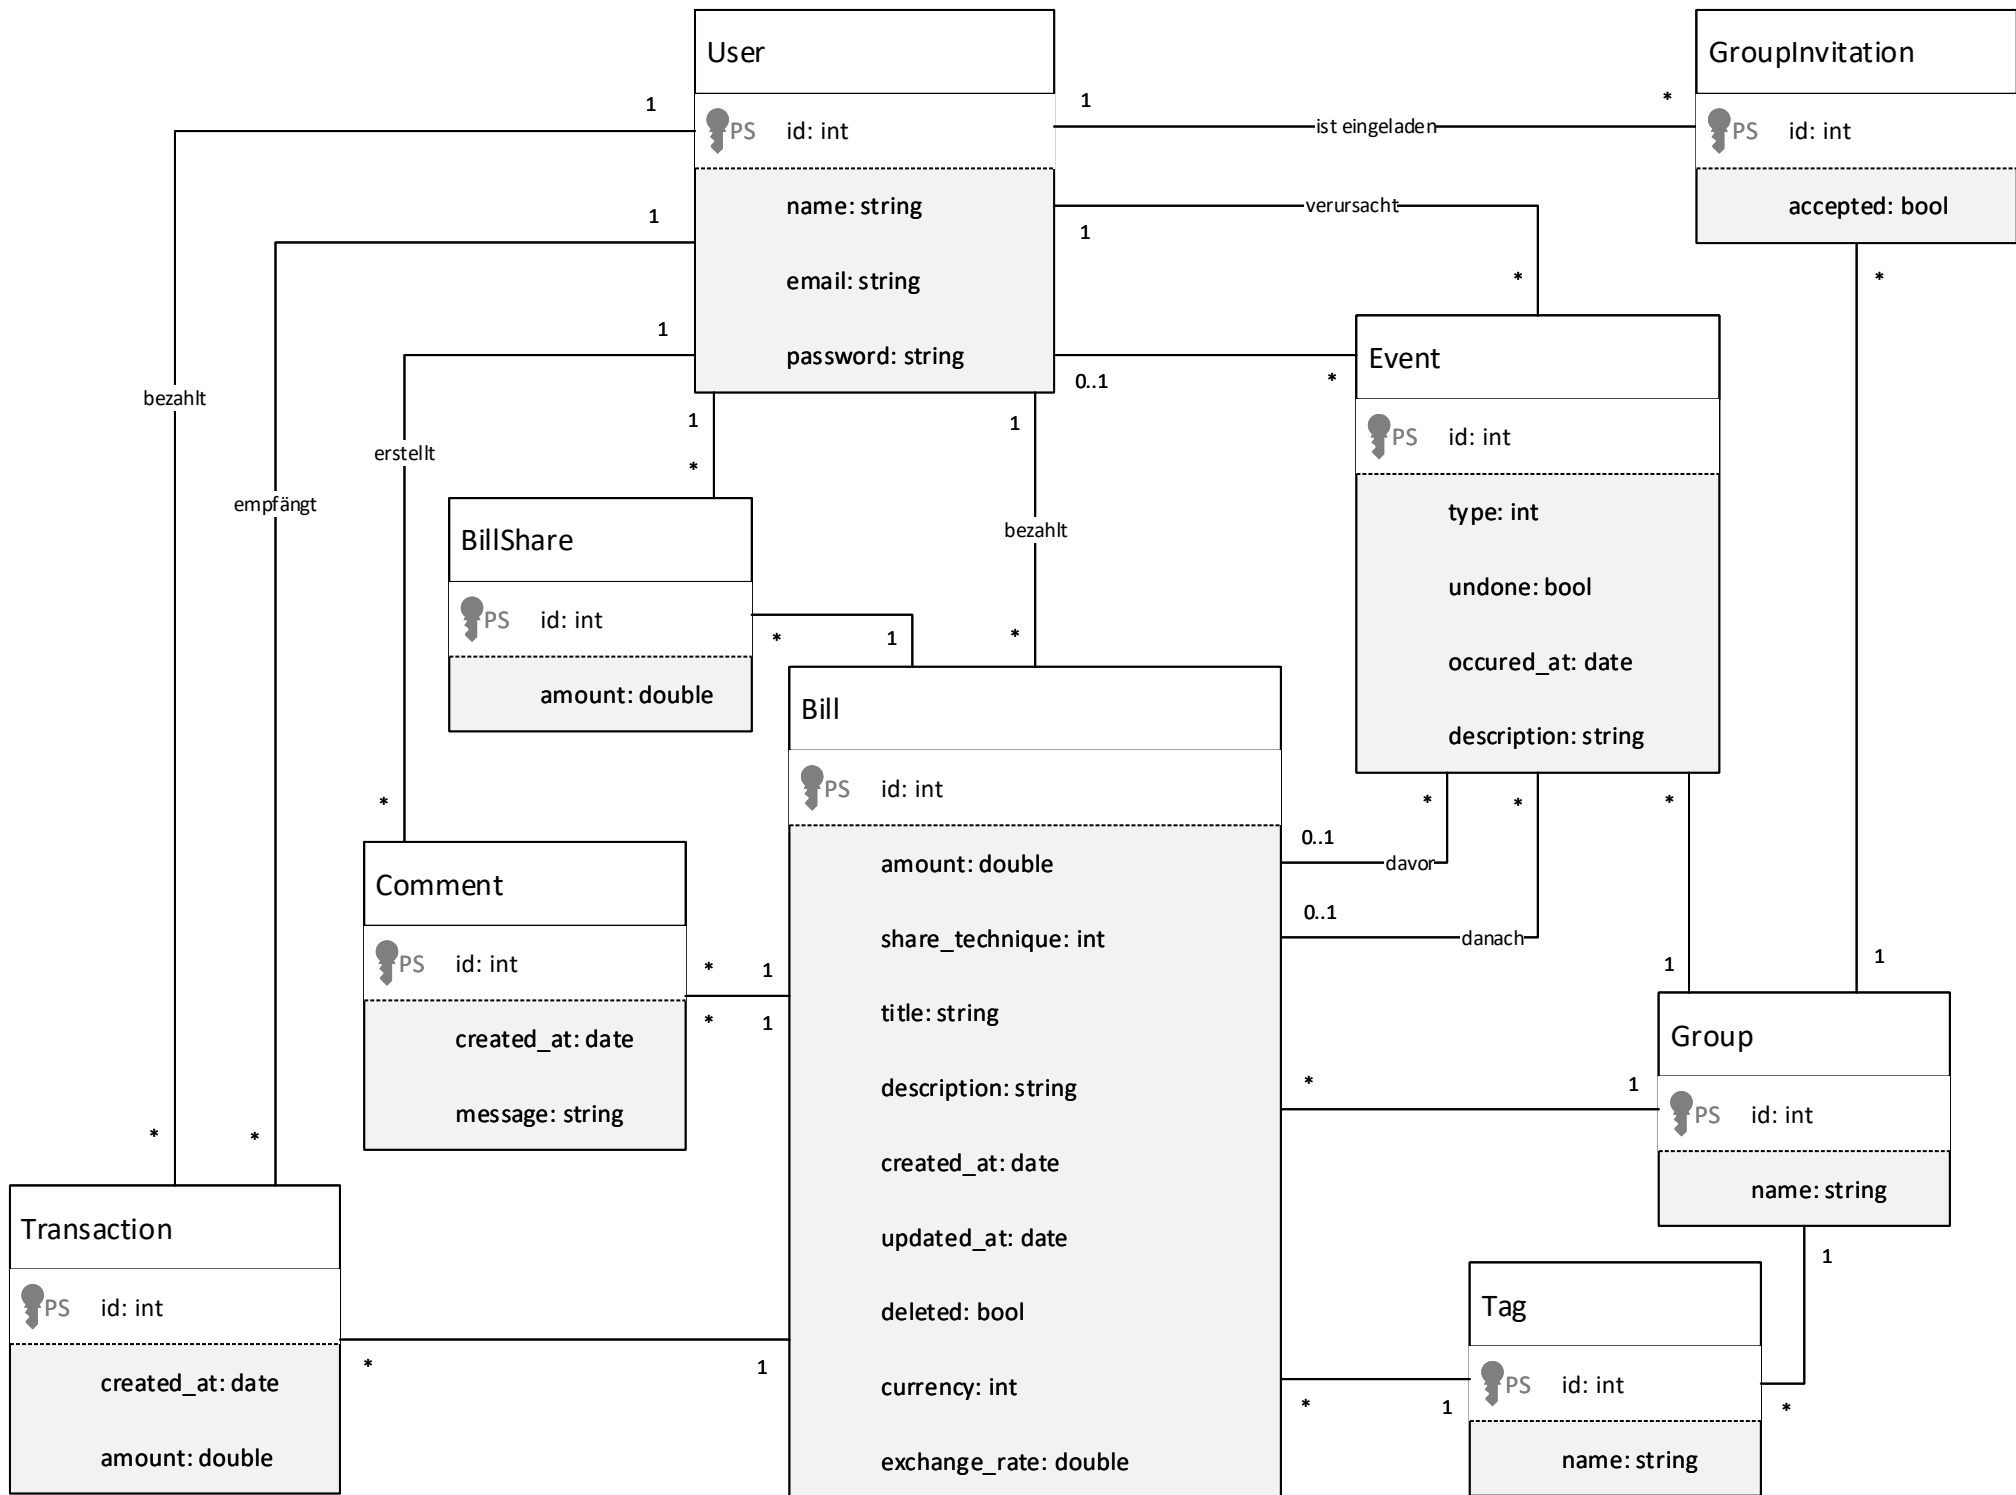 User
PS id: int
name: string
email: string
password: string
GroupInvitation
PS id: int
accepted: bool
1
1
*
ist eingeladen
1
verursacht
1
*
*
1
0..1
*
bezahlt
erstellt
empfängt
1
*
1
bezahlt
*
Event
PS id: int
type: int
undone: bool
occured_at: date
description: string
BillShare
PS id: int
amount: double
*
1
Bill
PS id: int
amount: double
share_technique: int
title: string
description: string
created_at: date
updated_at: date
deleted: bool
currency: int
exchange_rate: double
*
*
*
0..1
davor
0..1
danach
1
1
*
Comment
PS id: int
created_at: date
message: string
*
1
*
1
Group
PS id: int
name: string
*
1
*
*
Transaction
PS id: int
created_at: date
amount: double
*
1
1
Tag
PS id: int
name: string
*
1
*